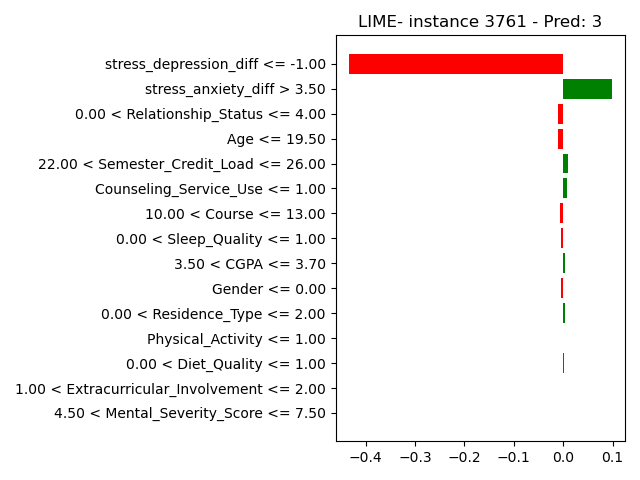 LIME- instance 3761 - Pred: 3
stress_depression_diff <= -1.00
stress_anxiety_diff > 3.50
0.00 < Relationship_Status <= 4.00
Age <= 19.50
22.00 < Semester_Credit_Load <= 26.00
Counseling_Service_Use <= 1.00
10.00 < Course <= 13.00
0.00 < Sleep_Quality <= 1.00
3.50 < CGPA <= 3.70
Gender <= 0.00
0.00 < Residence_Type <= 2.00
Physical_Activity <= 1.00
0.00 < Diet_Quality <= 1.00
1.00 < Extracurricular_Involvement <= 2.00
4.50 < Mental_Severity_Score <= 7.50
−0.4 −0.3 −0.2 −0.1 0.0 0.1